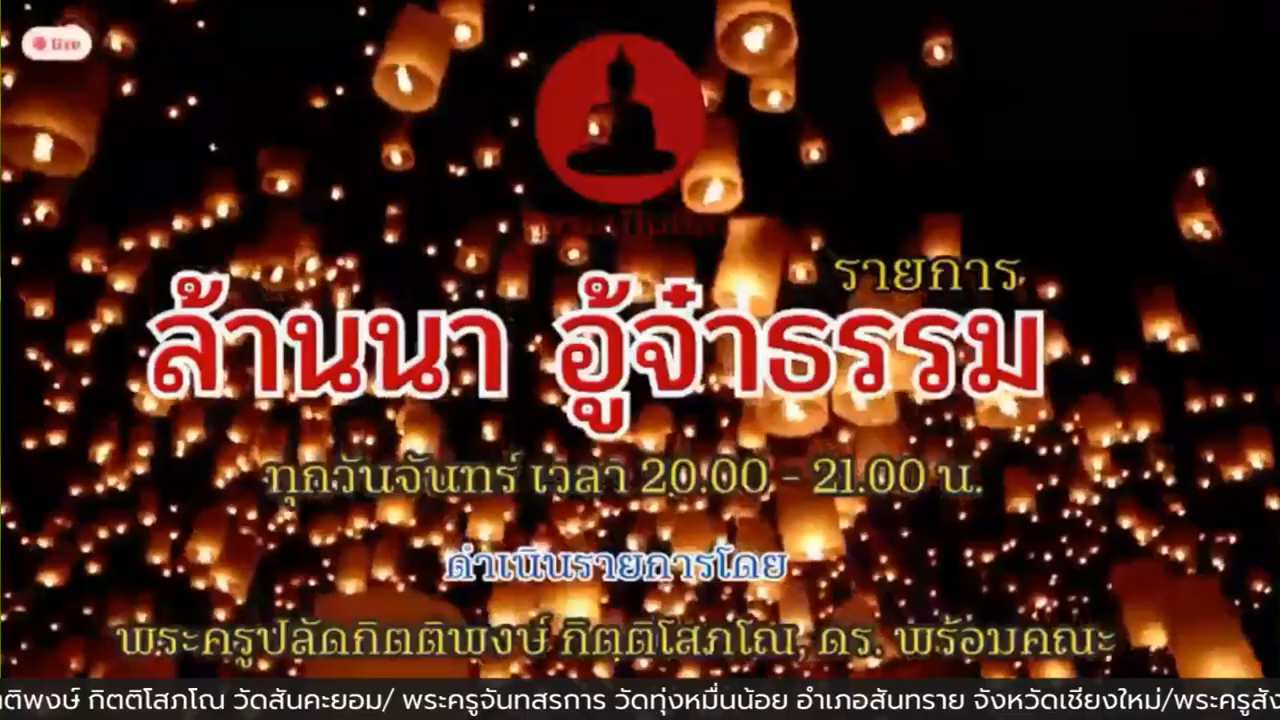 live
รายการ
ล้านนา อู้จ๋าธรรม
ทุกวันจันทร์ เวลา 20.00 - 21.00 น.
ดำเนินรายการโดย
พระครูปลัดกิตติพงษ์ กิตติโสภโณ, ดร. พร้อมคณะ
ตติพงษ์ กิตติโสภโณ วัดสันคะยอม/ พระครูจันทสรการ วัดทุ่งหมื่นน้อย อำเภอสันทราย จังหวัดเชียงใหม่/พระครูสัง